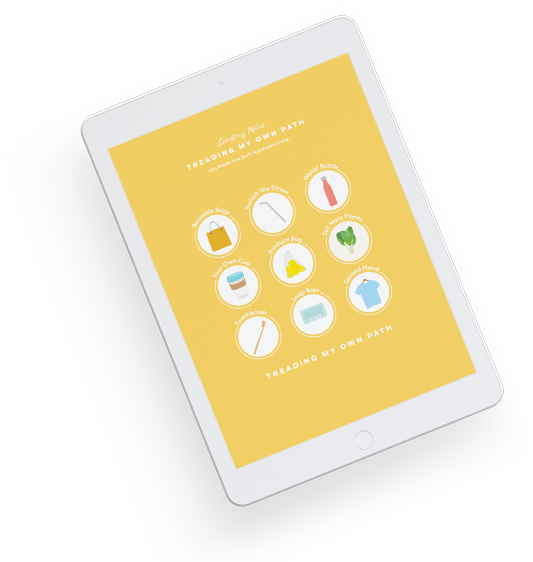 Lindsay Miles
TREADING MY OWN PATH
Less Waste, Less Stuff, Sustainable Living.
Reusable Bags
Switch the Straw
Water Bottle
Your Own Cup
Produce Bag
Eat More Plants
Toothbrush
Soap Bars
Second Hand
TREADING MY OWN PATH